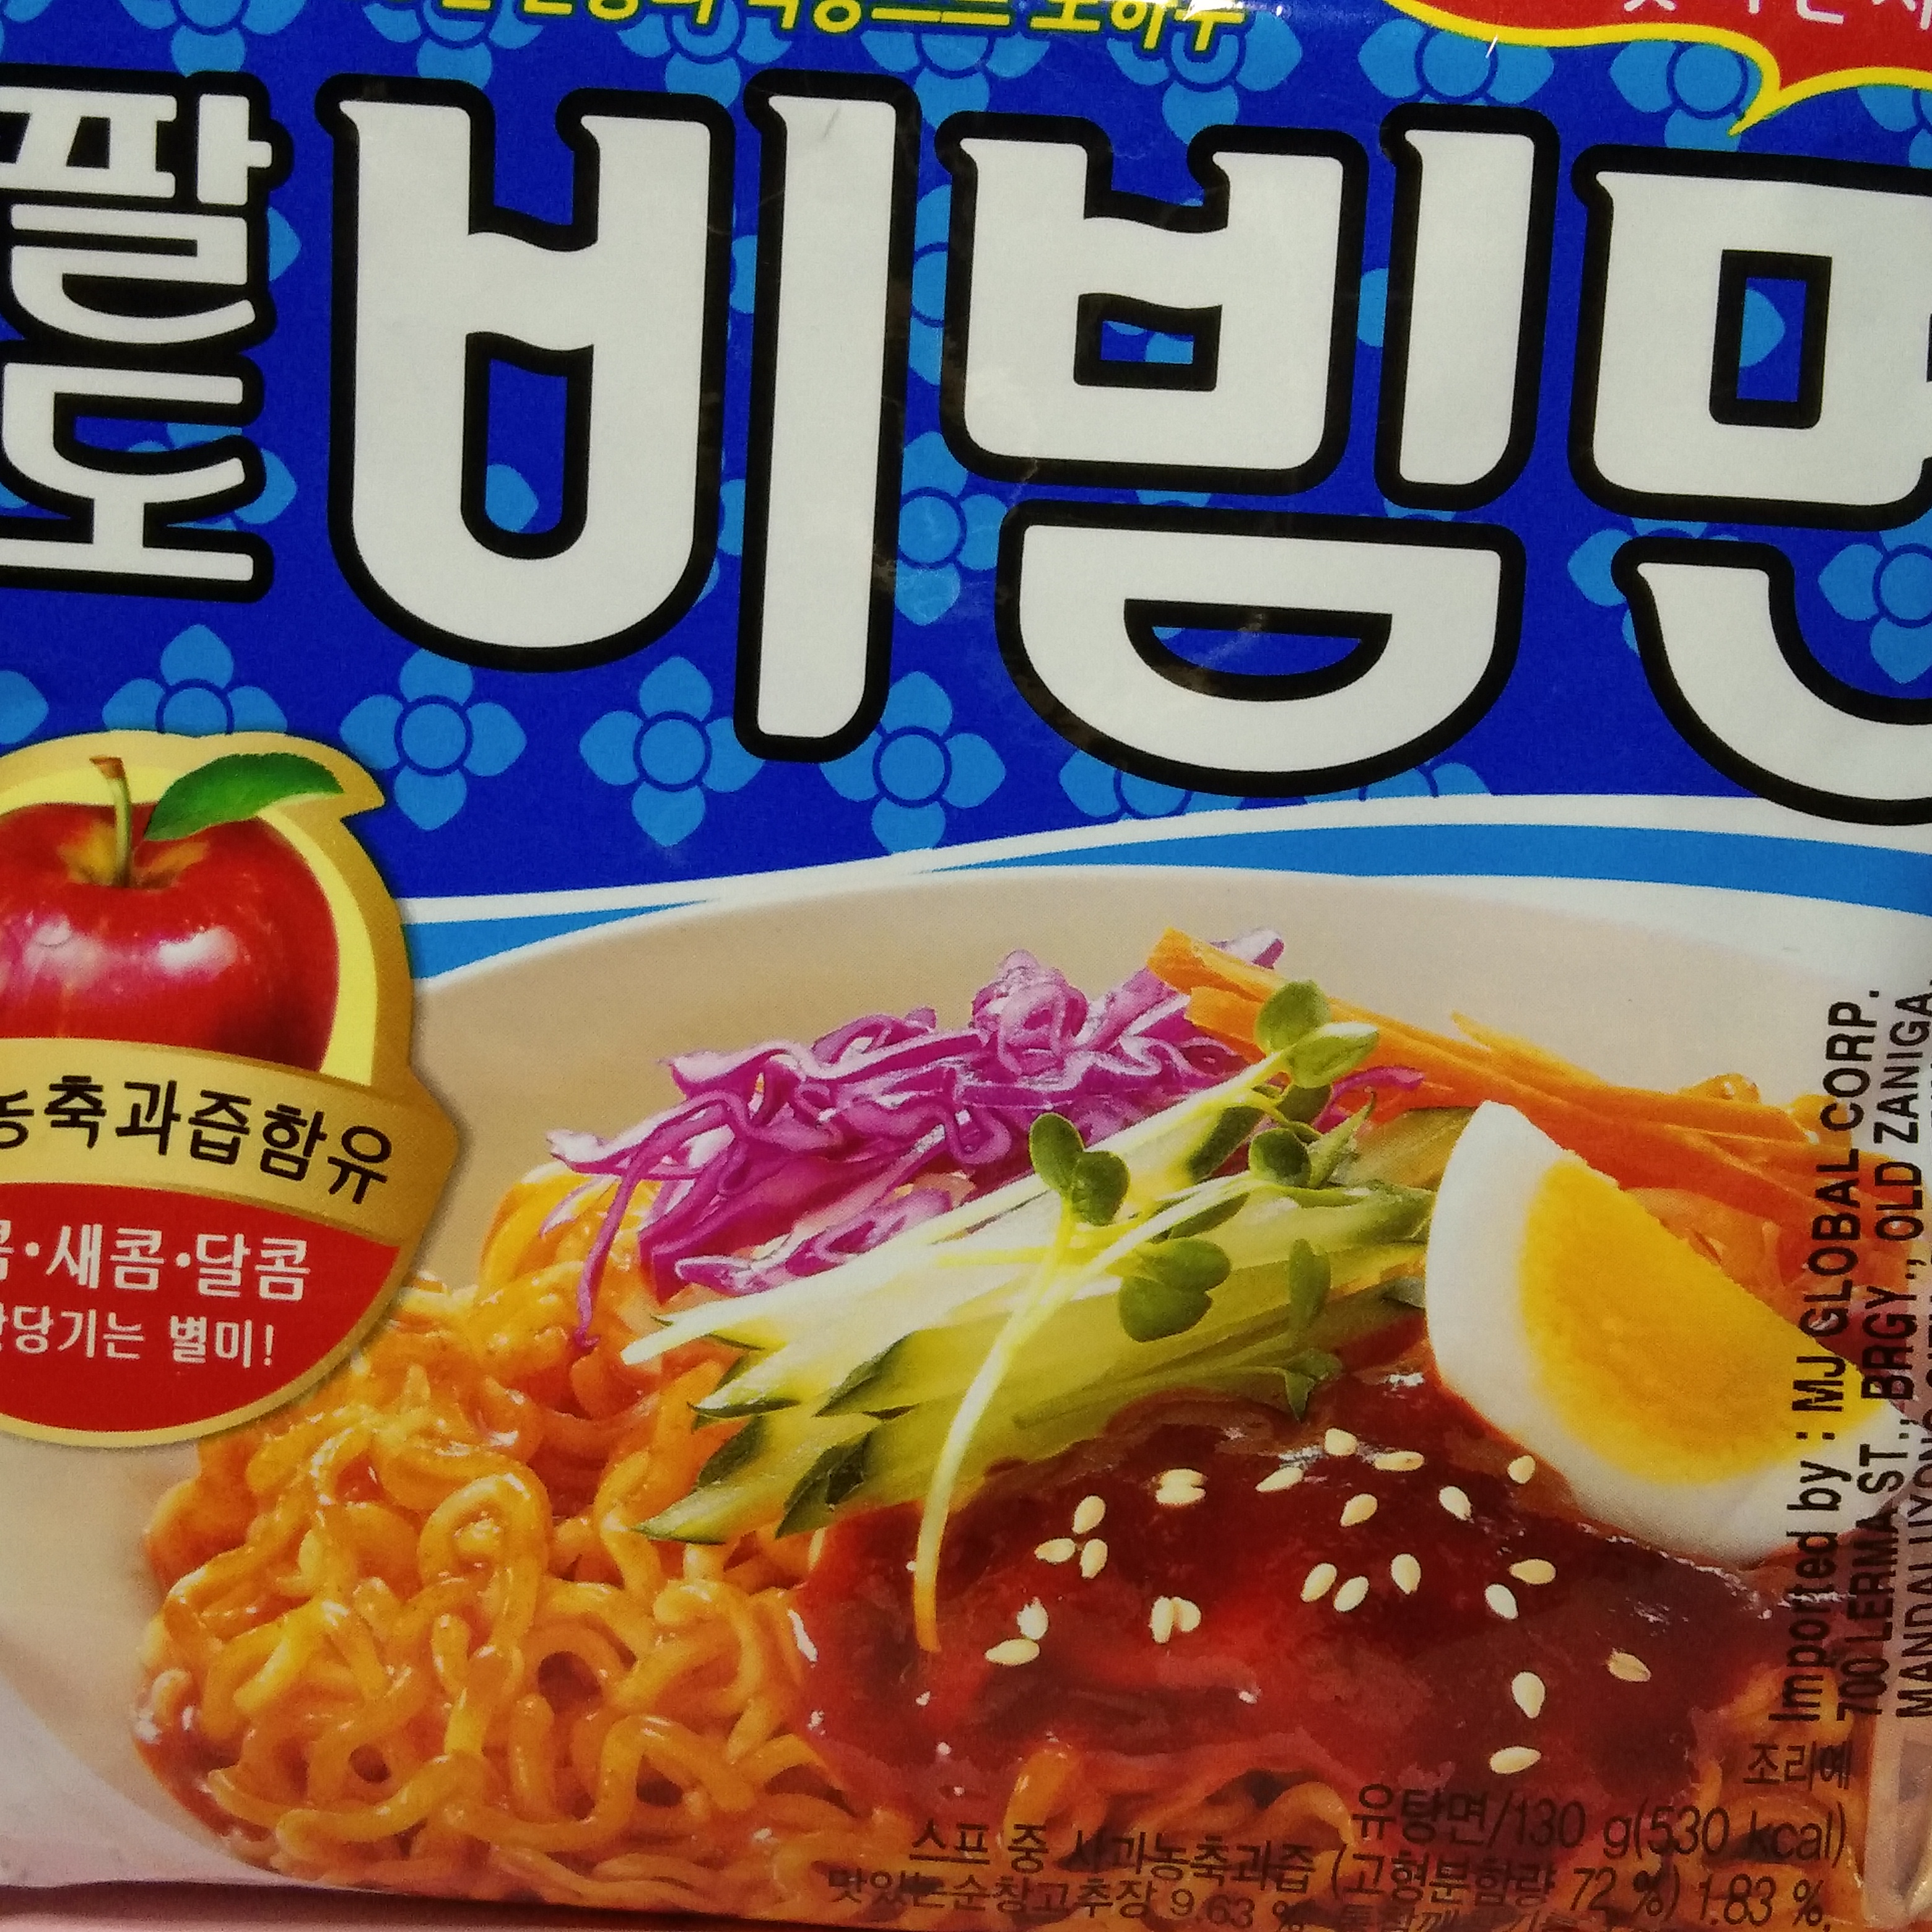 팔도
비빔면
농축과즙함유
새콤•달콤
당기는 별미!
Imported by : MJ GLOBAL CORP.
700 LERMA ST., BRGY., OLD ZANIGA,
조리예
유탕면/130 g(530 kcal)
스프 중 사과농축과즙 (고형분함량 72 %) 1.83 %,
맛있는순창고추장 9.63 %